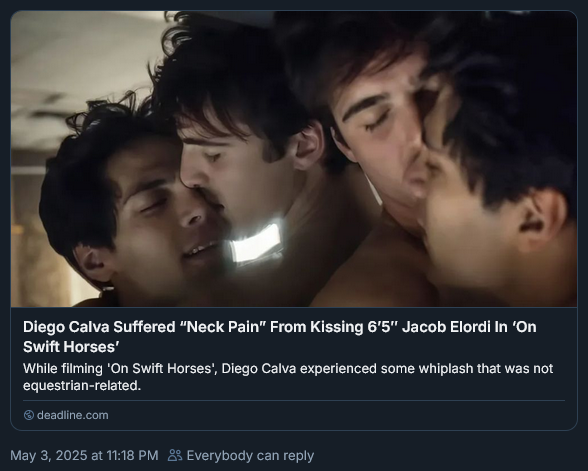 Diego Calva Suffered “Neck Pain” From Kissing 6’5″ Jacob Elordi In ‘On
Swift Horses’
While filming 'On Swift Horses', Diego Calva experienced some whiplash that was not
equestrian-related.
deadline.com
May 3, 2025 at 11:18 PM Everybody can reply